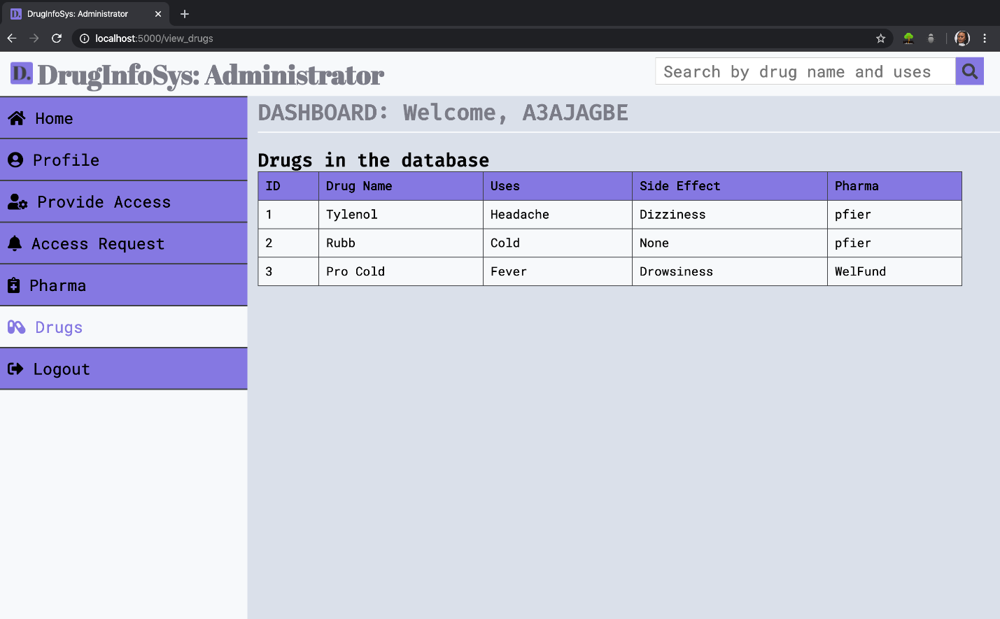 D. DrugInfoSys: Administrator
localhost:5000/view_drugs
D. DrugInfoSys: Administrator
Search by drug name and uses
Home
Profile
Provide Access
Access Request
Pharma
Drugs
Logout
DASHBOARD: Welcome, A3AJAGBE
Drugs in the database
ID Drug Name Uses Side Effect Pharma
1 Tylenol Headache Dizziness pfier
2 Rubb Cold None pfier
3 Pro Cold Fever Drowsiness WelFund